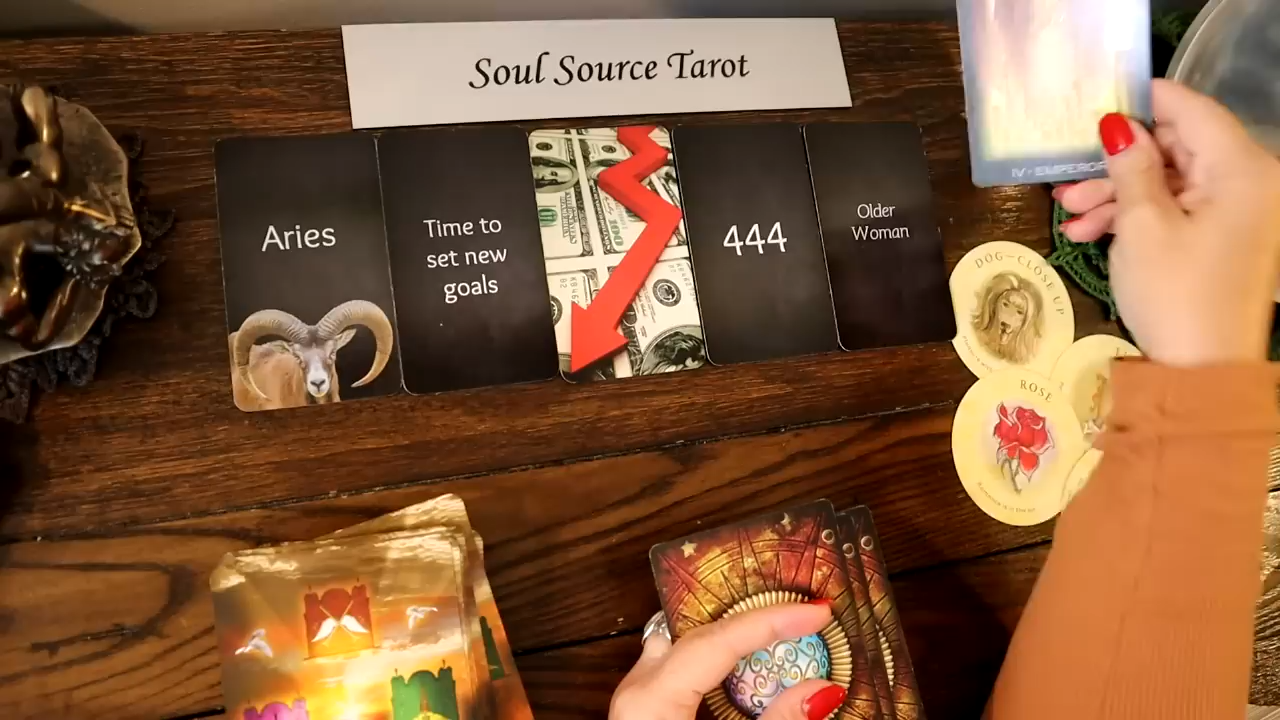 Soul Source Tarot
Aries
Time to
set new
goals
444
Older
Woman
IV · EMPEROR
DOG—CLOSE UP
ROSE